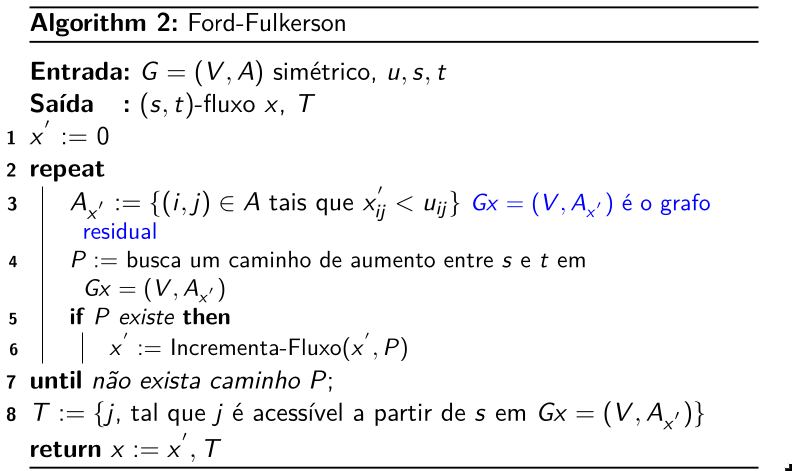 Algorithm 2: Ford-Fulkerson
Entrada: G = (V, A) simétrico, u, s, t
Saída : (s, t)-fluxo x, T
1 x′ := 0
2 repeat
3 A_{x′} := {(i, j) ∈ A tais que x′_{ij} < u_{ij}} Gx = (V, A_{x′}) é o grafo
residual
4 P := busca um caminho de aumento entre s e t em
Gx = (V, A_{x′})
5 if P existe then
6 x′ := Incrementa-Fluxo(x′, P)
7 until não exista caminho P;
8 T := {j, tal que j é acessível a partir de s em Gx = (V, A_{x′})}
return x := x′, T